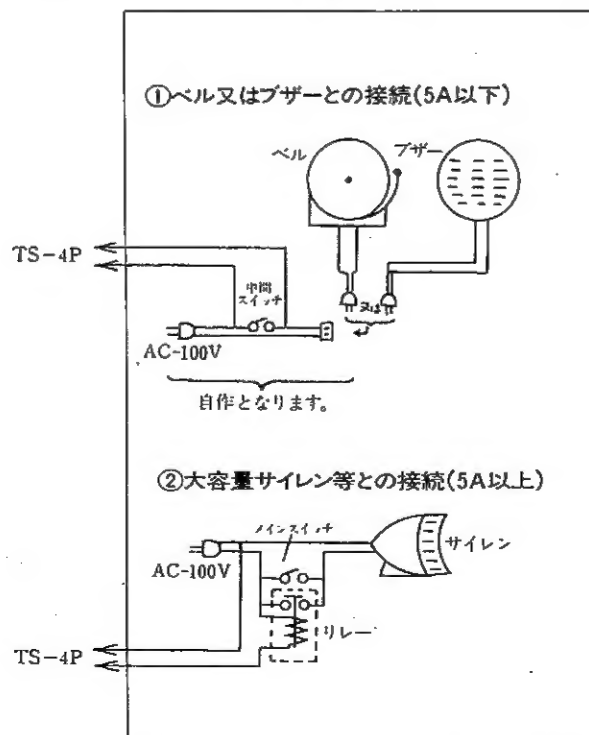 ①ベル又はブザーとの接続(5A以下)
ベル
ブザー
TS-4P
中間
スイッチ
又は
AC-100V
自作となります。
②大容量サイレン等との接続(5A以上)
メインスイッチ
サイレン
AC-100V
リレー
TS-4P